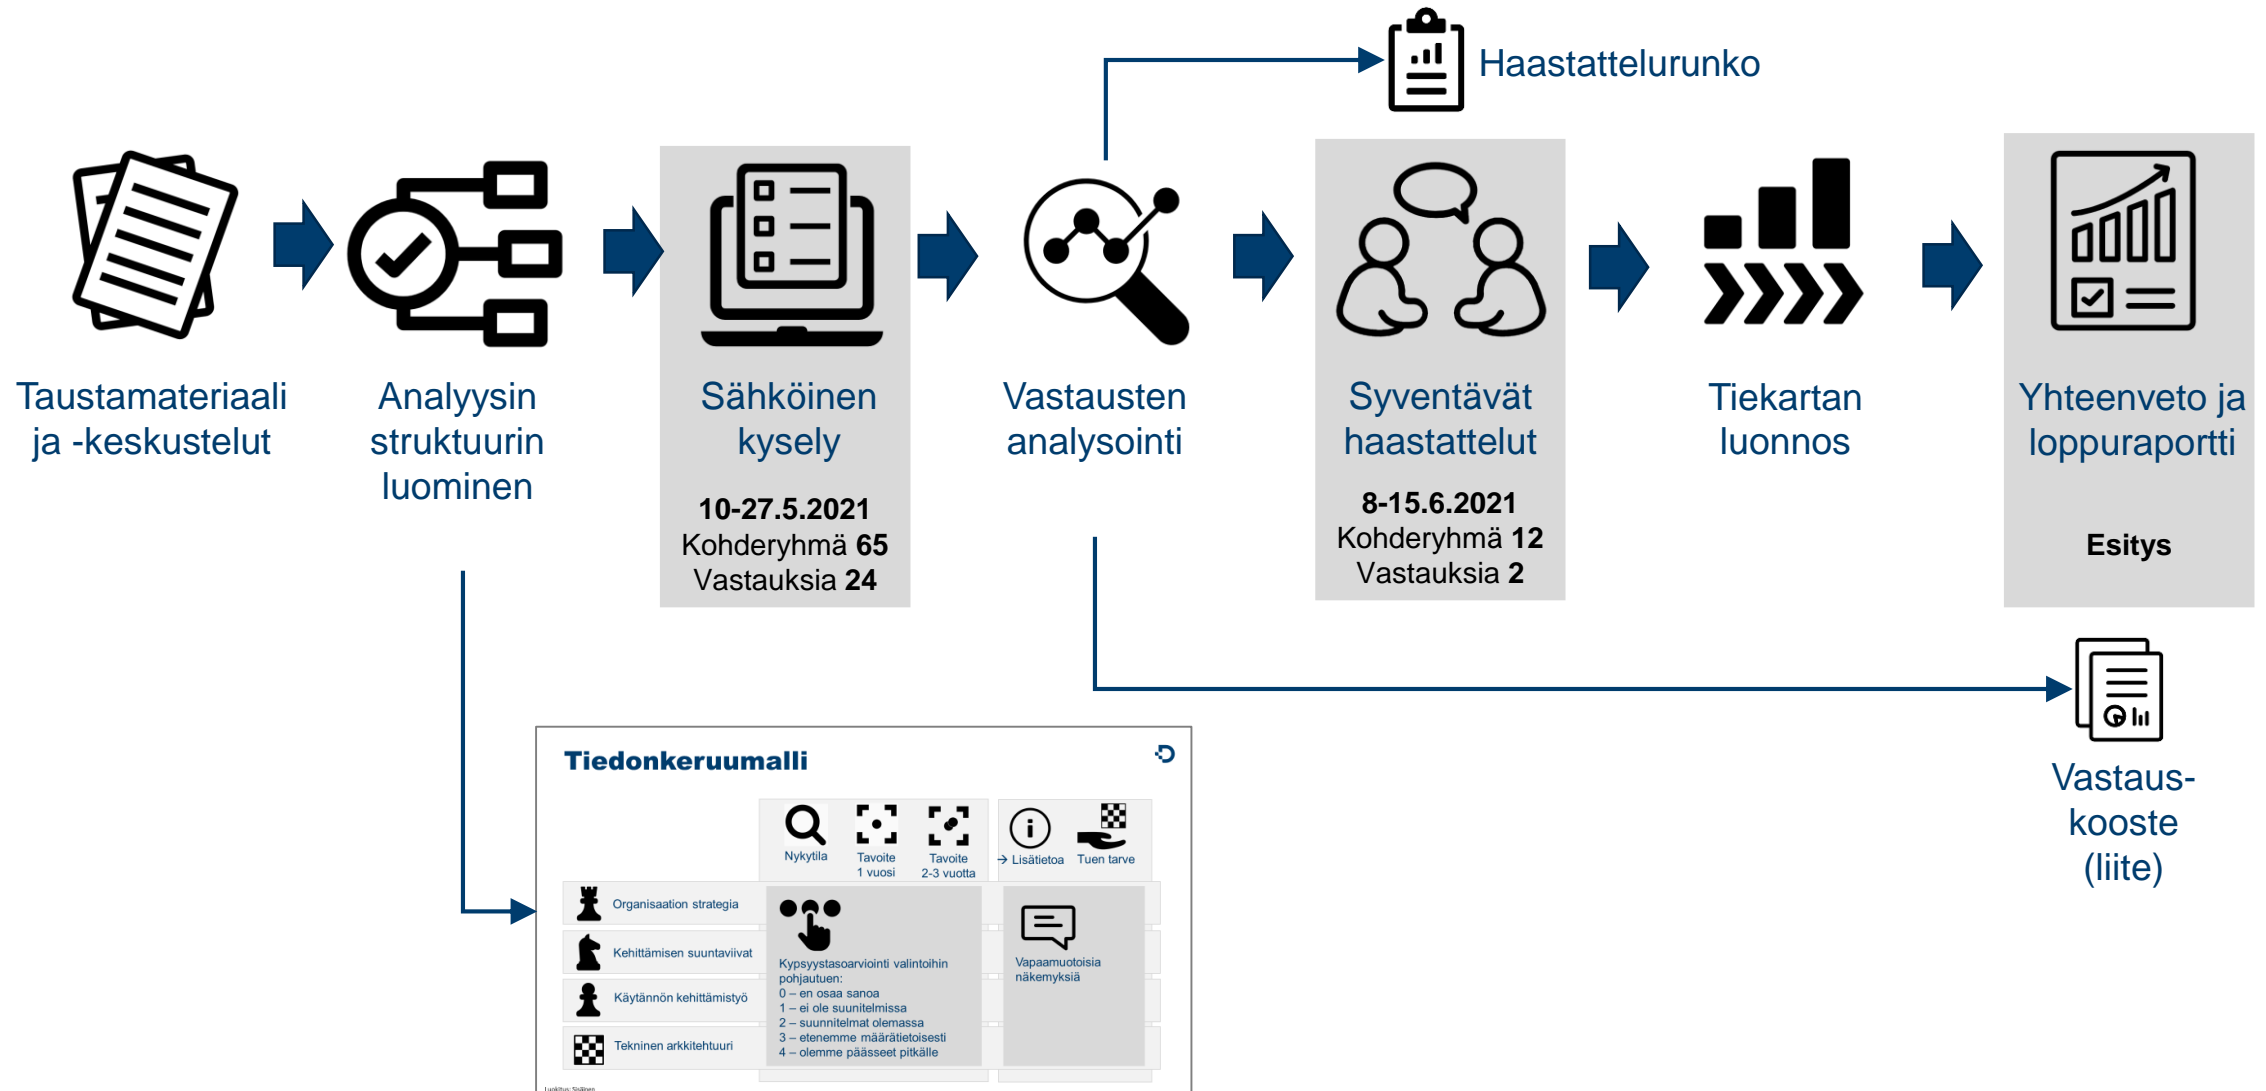 Haastattelurunko
Taustamateriaali
ja -keskustelut
Analyysin
struktuurin
luominen
Sähköinen
kysely
10-27.5.2021
Kohderyhmä 65
Vastauksia 24
Vastausten
analysointi
Syventävät
haastattelut
8-15.6.2021
Kohderyhmä 12
Vastauksia 2
Tiekartan
luonnos
Yhteenveto ja
loppuraportti
Esitys
Vastaus-
kooste
(liite)
Tiedonkeruumalli
Nykytila
Tavoite
1 vuosi
Tavoite
2-3 vuotta
→ Lisätietoa
Tuen tarve
Organisaation strategia
Kehittämisen suuntaviivat
Käytännön kehittämistyö
Tekninen arkkitehtuuri
Kypsyystasoarviointi valintoihin
pohjautuen:
0 – en osaa sanoa
1 – ei ole suunitelmissa
2 – suunnitelmat olemassa
3 – etenemme määrätietoisesti
4 – olemme päässeet pitkälle
Vapaamuotoisia
näkemyksiä
Luokitus: Sisäinen